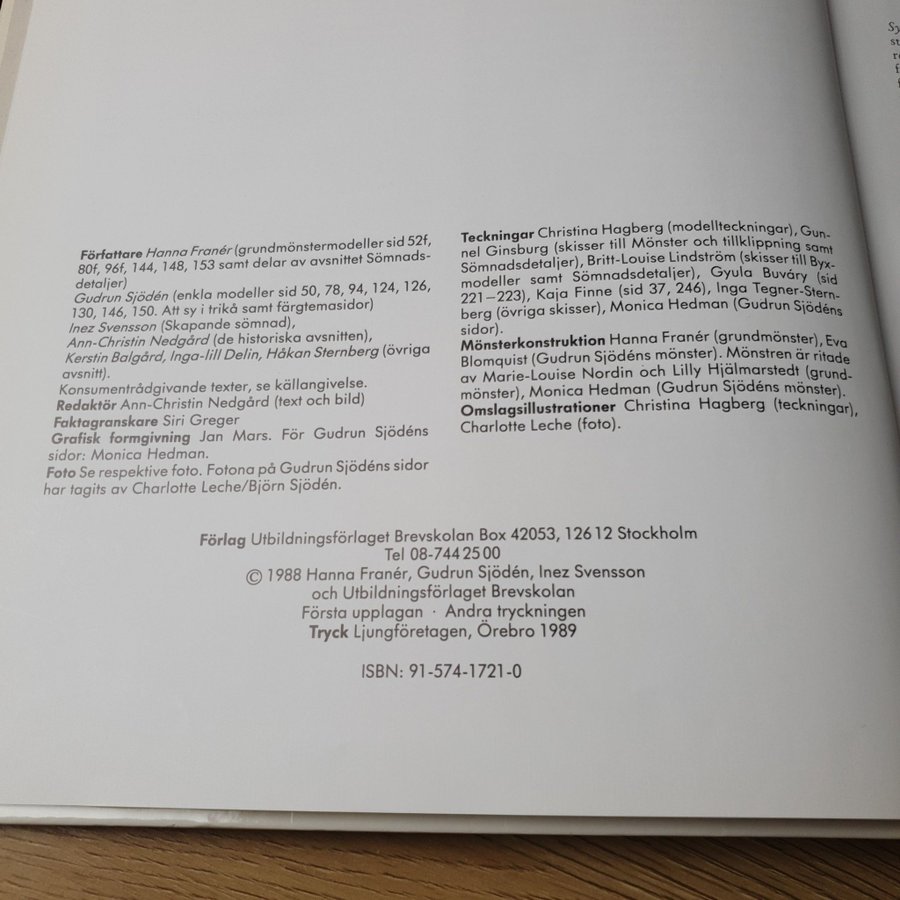 Författare Hanna Franér (grundmönstermodeller sid 52f,
80f, 96f, 144, 148, 153 samt delar av avsnittet Sömnads-
detaljer)
Gudrun Sjödén (enkla modeller sid 50, 78, 94, 124, 126,
130, 146, 150. Att sy i trikå samt färgtemasidor)
Inez Svensson (Skapande sömnad),
Ann-Christin Nedgård (de historiska avsnitten),
Kerstin Balgård, Inga-lill Delin, Håkan Sternberg (övriga
avsnitt).
Konsumentrådgivande texter, se källangivelse.
Redaktör Ann-Christin Nedgård (text och bild)
Faktagranskare Siri Greger
Grafisk formgivning Jan Mars. För Gudrun Sjödéns
sidor: Monica Hedman.
Foto Se respektive foto. Fotona på Gudrun Sjödéns sidor
har tagits av Charlotte Leche/Björn Sjödén.
Teckningar Christina Hagberg (modellteckningar), Gun-
nel Ginsburg (skisser till Mönster och tillklippning samt
Sömnadsdetaljer), Britt-Louise Lindström (skisser till Byx-
modeller samt Sömnadsdetaljer), Gyula Buváry (sid
221–223), Kaja Finne (sid 37, 246), Inga Tegner-Stern-
berg (övriga skisser), Monica Hedman (Gudrun Sjödéns
sidor).
Mönsterkonstruktion Hanna Franér (grundmönster), Eva
Blomquist (Gudrun Sjödéns mönster). Mönstren är ritade
av Marie-Louise Nordin och Lilly Hjälmarstedt (grund-
mönster), Monica Hedman (Gudrun Sjödéns mönster).
Omslagsillustrationer Christina Hagberg (teckningar),
Charlotte Leche (foto).
Förlag Utbildningsförlaget Brevskolan Box 42053, 126 12 Stockholm
Tel 08-744 25 00
© 1988 Hanna Franér, Gudrun Sjödén, Inez Svensson
och Utbildningsförlaget Brevskolan
Första upplagan · Andra tryckningen
Tryck Ljungföretagen, Örebro 1989
ISBN: 91-574-1721-0